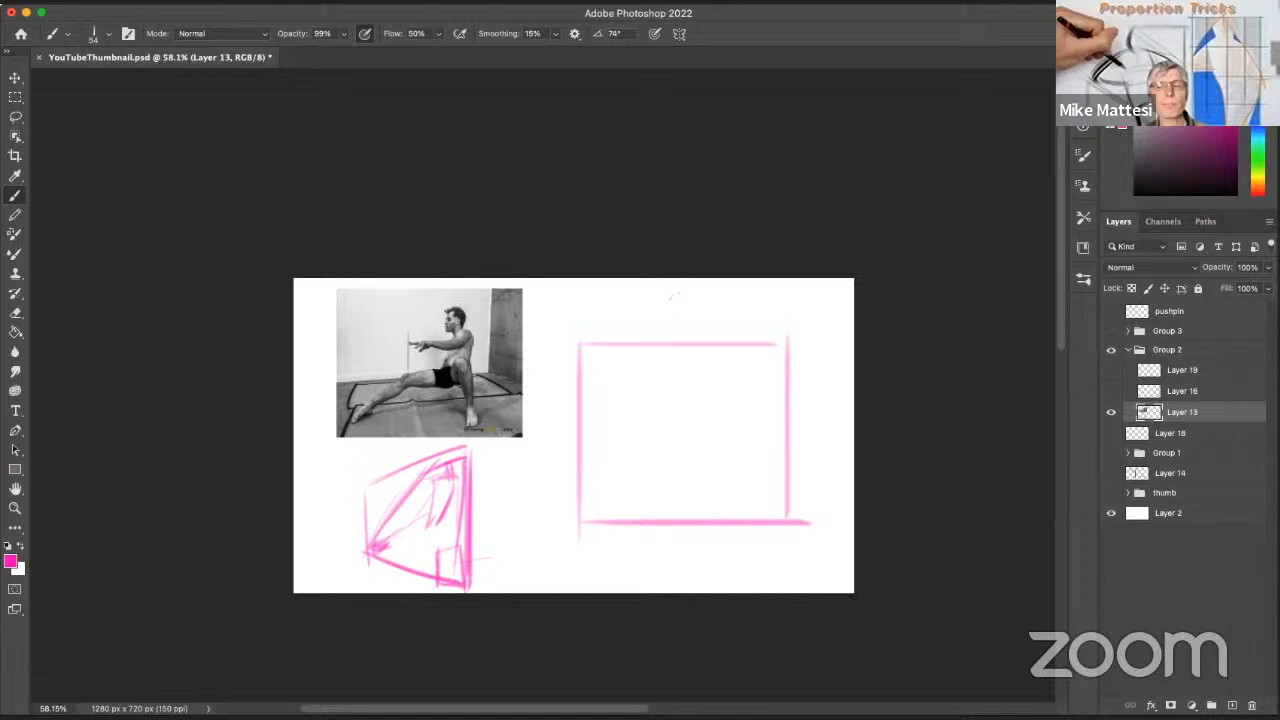 Adobe Photoshop 2022
54
Mode:
Normal
Opacity: 99%
Flow: 50%
Smoothing: 15%
74°
YouTubeThumbnail.psd @ 58.1% (Layer 13, RGB/8) *
Proportion Tricks
Mike Mattesi
Layers
Channels
Paths
Kind
Normal
Opacity: 100%
Lock:
Fill: 100%
pushpin
Group 3
Group 2
Layer 19
Layer 16
Layer 13
Layer 18
Group 1
Layer 14
thumb
Layer 2
zoom
58.15%
1280 px x 720 px (150 ppi)